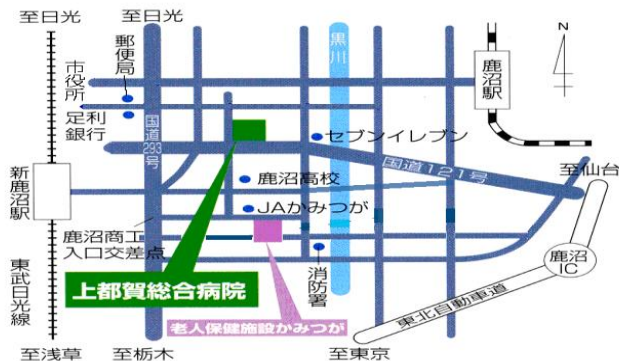 至日光
至日光
郵便局
市役所
足利
銀行
国道
293
号
黒川
鹿沼駅
N
セブンイレブン
国道121号
至仙台
新鹿沼駅
鹿沼高校
JAかみつが
鹿沼商工
入口交差点
消防署
鹿沼
IC
東武日光線
上都賀総合病院
老人保健施設かみつが
東北自動車道
至浅草
至栃木
至東京